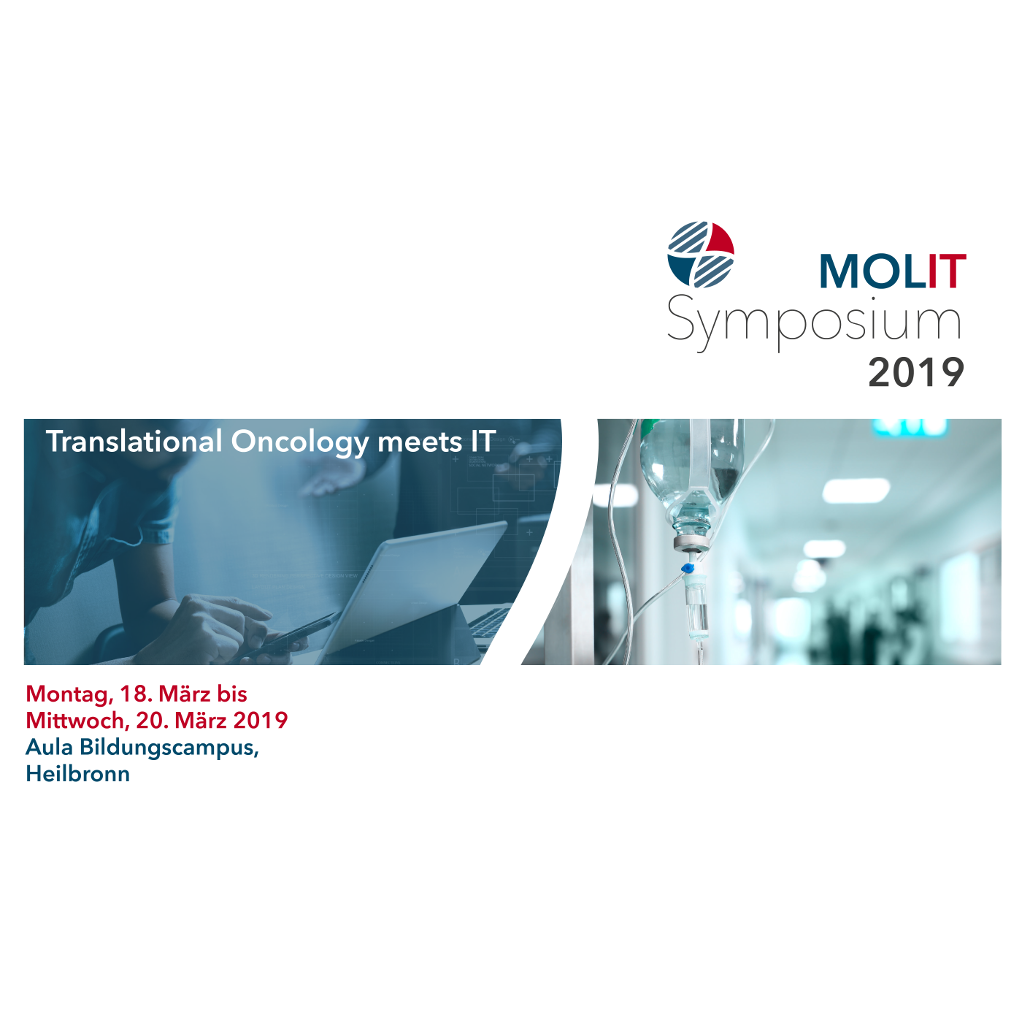 MOLIT
Symposium
2019
Translational Oncology meets IT
Montag, 18. März bis
Mittwoch, 20. März 2019
Aula Bildungscampus,
Heilbronn